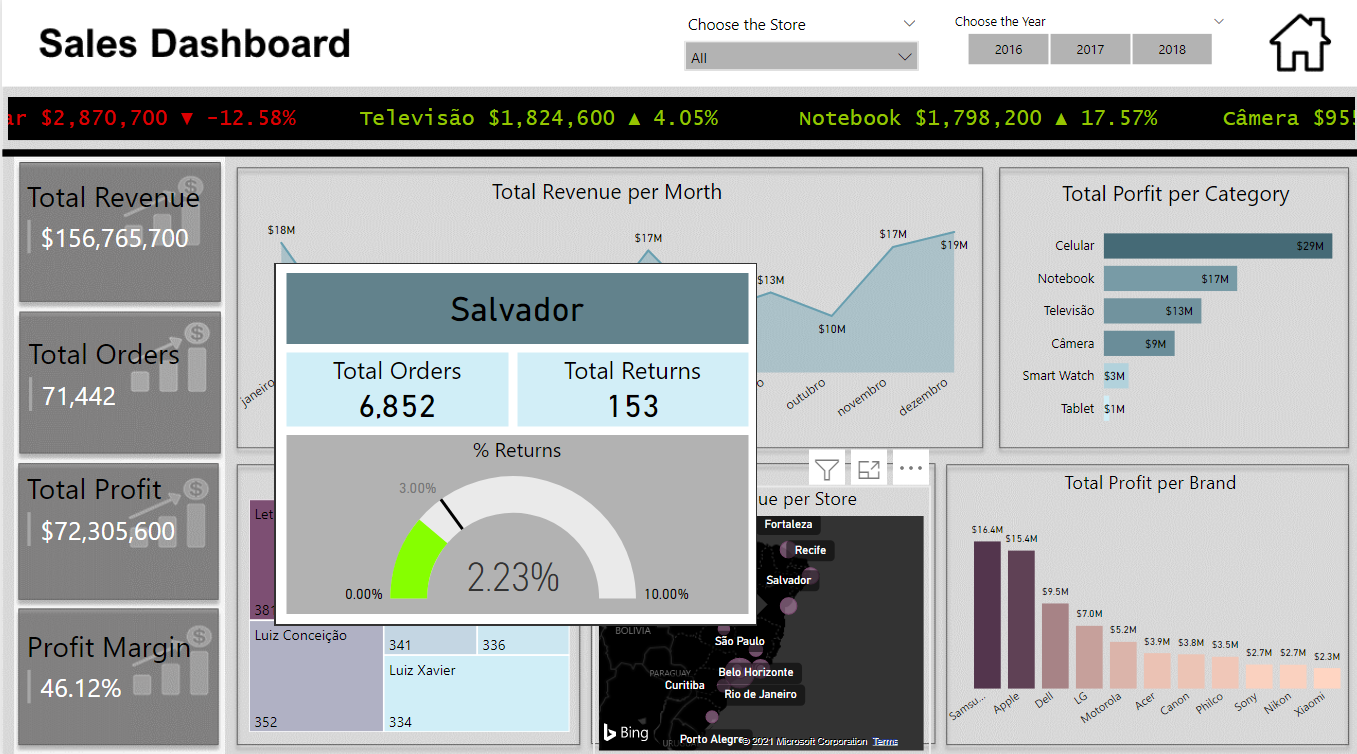 Sales Dashboard
Choose the Store
All
Choose the Year
2016 2017 2018
ar $2,870,700 ▼ -12.58% Televisão $1,824,600 ▲ 4.05% Notebook $1,798,200 ▲ 17.57% Câmera $95
Total Revenue
$156,765,700
Total Orders
71,442
Total Profit
$72,305,600
Profit Margin
46.12%
Total Revenue per Morth
$18M
$17M
$13M
$10M
$17M
$19M
janeiro
o
outubro
novembro
dezembro
Total Porfit per Category
Celular $29M
Notebook $17M
Televisão $13M
Câmera $9M
Smart Watch $3M
Tablet $1M
Salvador
Total Orders
6,852
Total Returns
153
% Returns
3.00%
0.00%
2.23%
10.00%
Let
381
Luiz Conceição
352
341
336
Luiz Xavier
334
ue per Store
Fortaleza
Recife
Salvador
BOLIVIA
São Paulo
PARAGUAY
Belo Horizonte
Curitiba
Rio de Janeiro
Porto Alegre
Bing
© 2021 Microsoft Corporation Terms
Total Profit per Brand
$16.4M
$15.4M
$9.5M
$7.0M
$5.2M
$3.9M
$3.8M
$3.5M
$2.7M
$2.7M
$2.3M
Samsu...
Apple
Dell
LG
Motorola
Acer
Canon
Philco
Sony
Nikon
Xiaomi